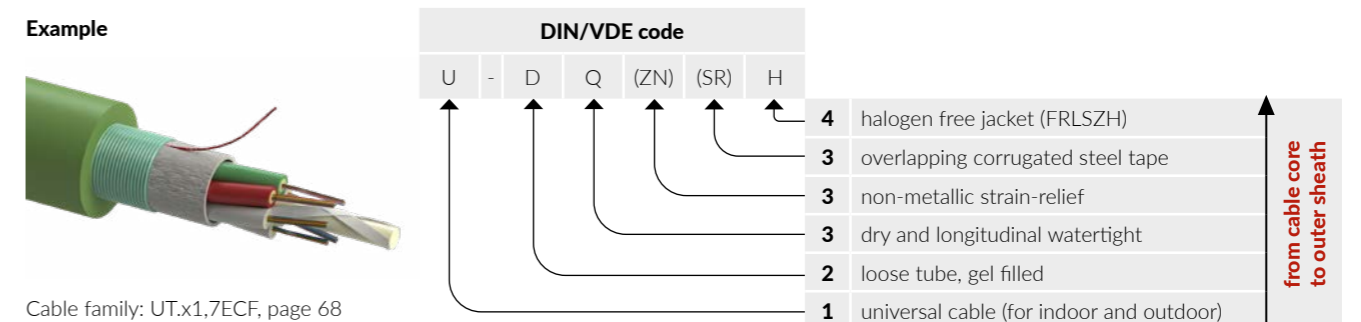 Example
DIN/VDE code
U - D Q (ZN) (SR) H
4 halogen free jacket (FRLSZH)
3 overlapping corrugated steel tape
3 non-metallic strain-relief
3 dry and longitudinal watertight
2 loose tube, gel filled
1 universal cable (for indoor and outdoor)
from cable core
to outer sheath
Cable family: UT.x1,7ECF, page 68